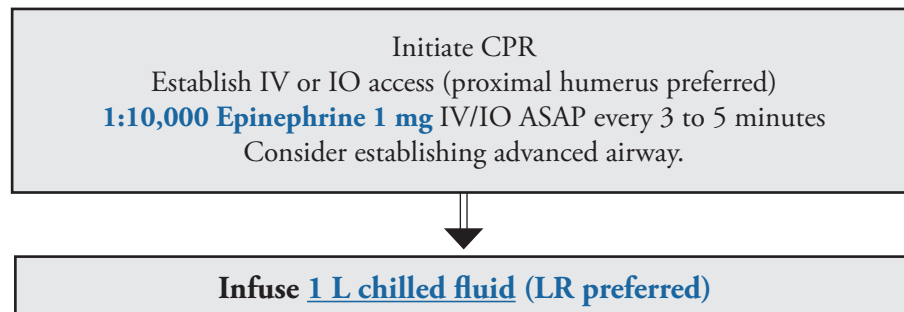 Initiate CPR
Establish IV or IO access (proximal humerus preferred)
1:10,000 Epinephrine 1 mg IV/IO ASAP every 3 to 5 minutes
Consider establishing advanced airway.
Infuse 1 L chilled fluid (LR preferred)